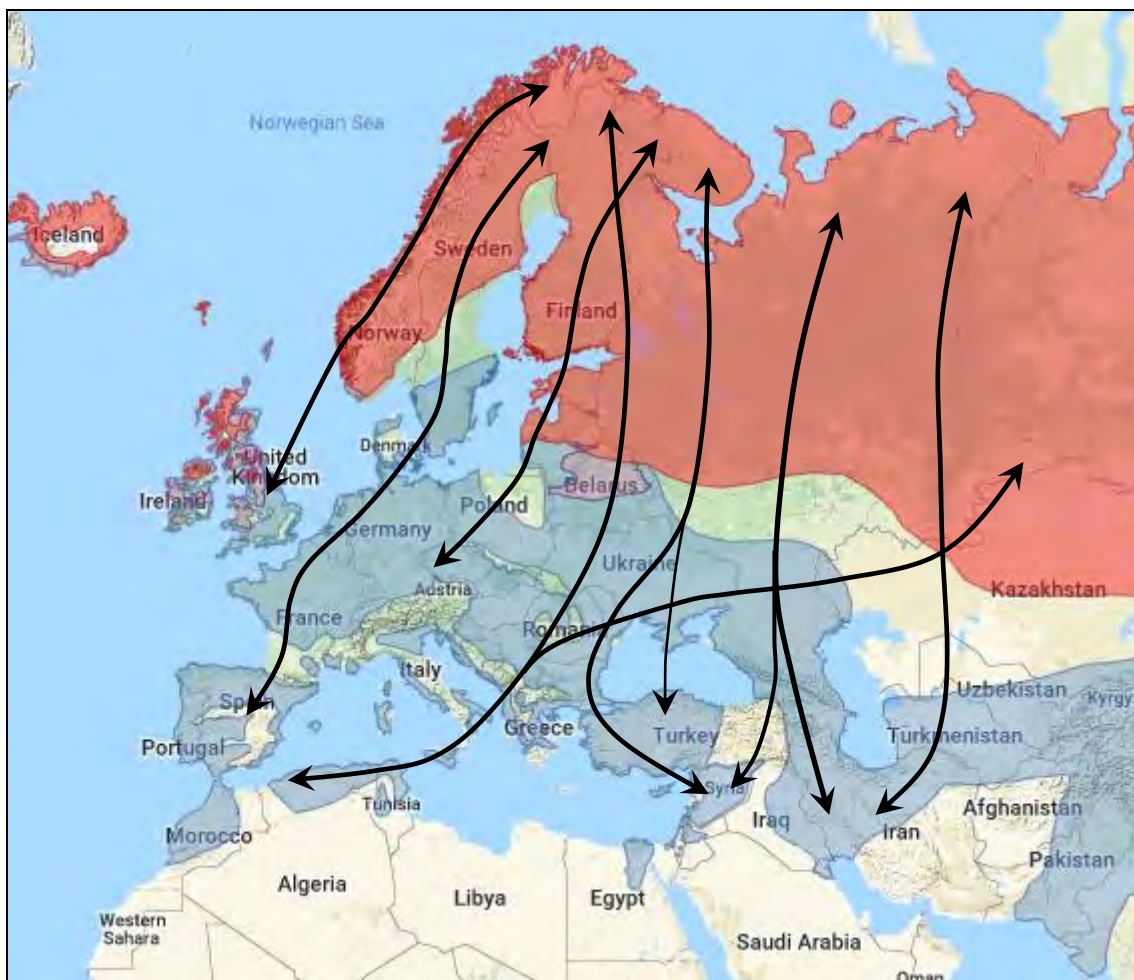 Norwegian Sea
Iceland
Sweden
Finland
Norway
United
Kingdom
Denmark
Ireland
Belarus
Poland
Germany
Ukraine
Austria
Kazakhstan
France
Romania
Italy
Spain
Uzbekistan
Kyrgy
Portugal
Greece
Turkey
Turkmenistan
Syria
Tunisia
Afghanistan
Iraq
Iran
Morocco
Pakistan
Algeria
Libya
Egypt
Western
Sahara
Saudi Arabia
Oman